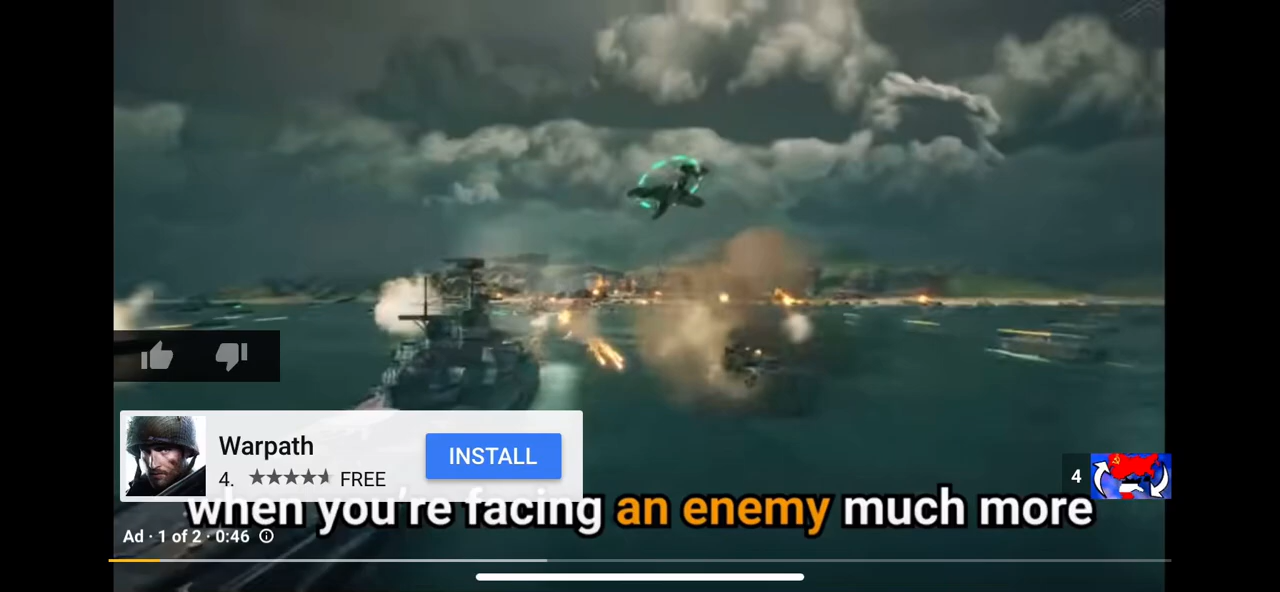 Warpath
INSTALL
4. ★★★★★ FREE
4
when you're facing an enemy much more
Ad · 1 of 2 · 0:46